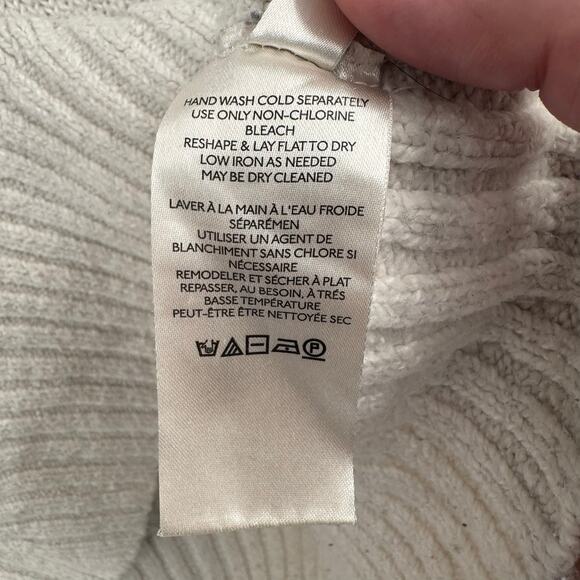 HAND WASH COLD SEPARATELY
USE ONLY NON-CHLORINE
BLEACH
RESHAPE & LAY FLAT TO DRY
LOW IRON AS NEEDED
MAY BE DRY CLEANED
LAVER À LA MAIN À L'EAU FROIDE
SÉPARÉMEN
UTILISER UN AGENT DE
BLANCHIMENT SANS CHLORE SI
NÉCESSAIRE
REMODELER ET SÉCHER À PLAT
REPASSER, AU BESOIN, À TRÉS
BASSE TEMPÉRATURE
PEUT-ÊTRE ÊTRE NETTOYÉE SEC
P